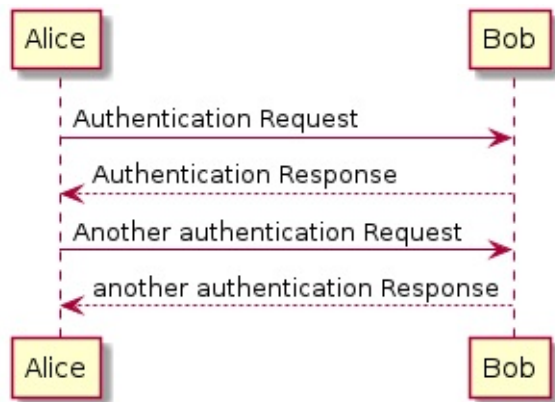 Alice Bob
Authentication Request
Authentication Response
Another authentication Request
another authentication Response
Alice Bob